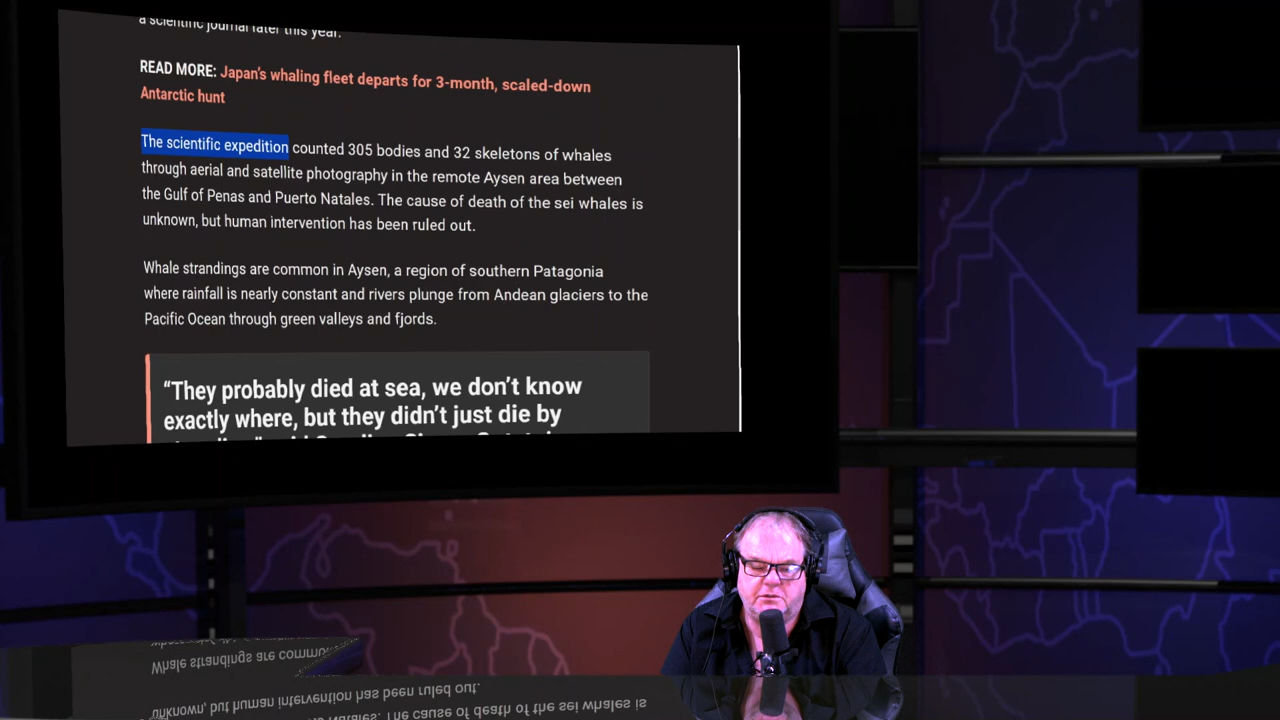 a scientific journal later this year.
READ MORE: Japan's whaling fleet departs for 3-month, scaled-down
Antarctic hunt
The scientific expedition counted 305 bodies and 32 skeletons of whales
through aerial and satellite photography in the remote Aysen area between
the Gulf of Penas and Puerto Natales. The cause of death of the sei whales is
unknown, but human intervention has been ruled out.
Whale strandings are common in Aysen, a region of southern Patagonia
where rainfall is nearly constant and rivers plunge from Andean glaciers to the
Pacific Ocean through green valleys and fjords.
“They probably died at sea, we don’t know
exactly where, but they didn’t just die by